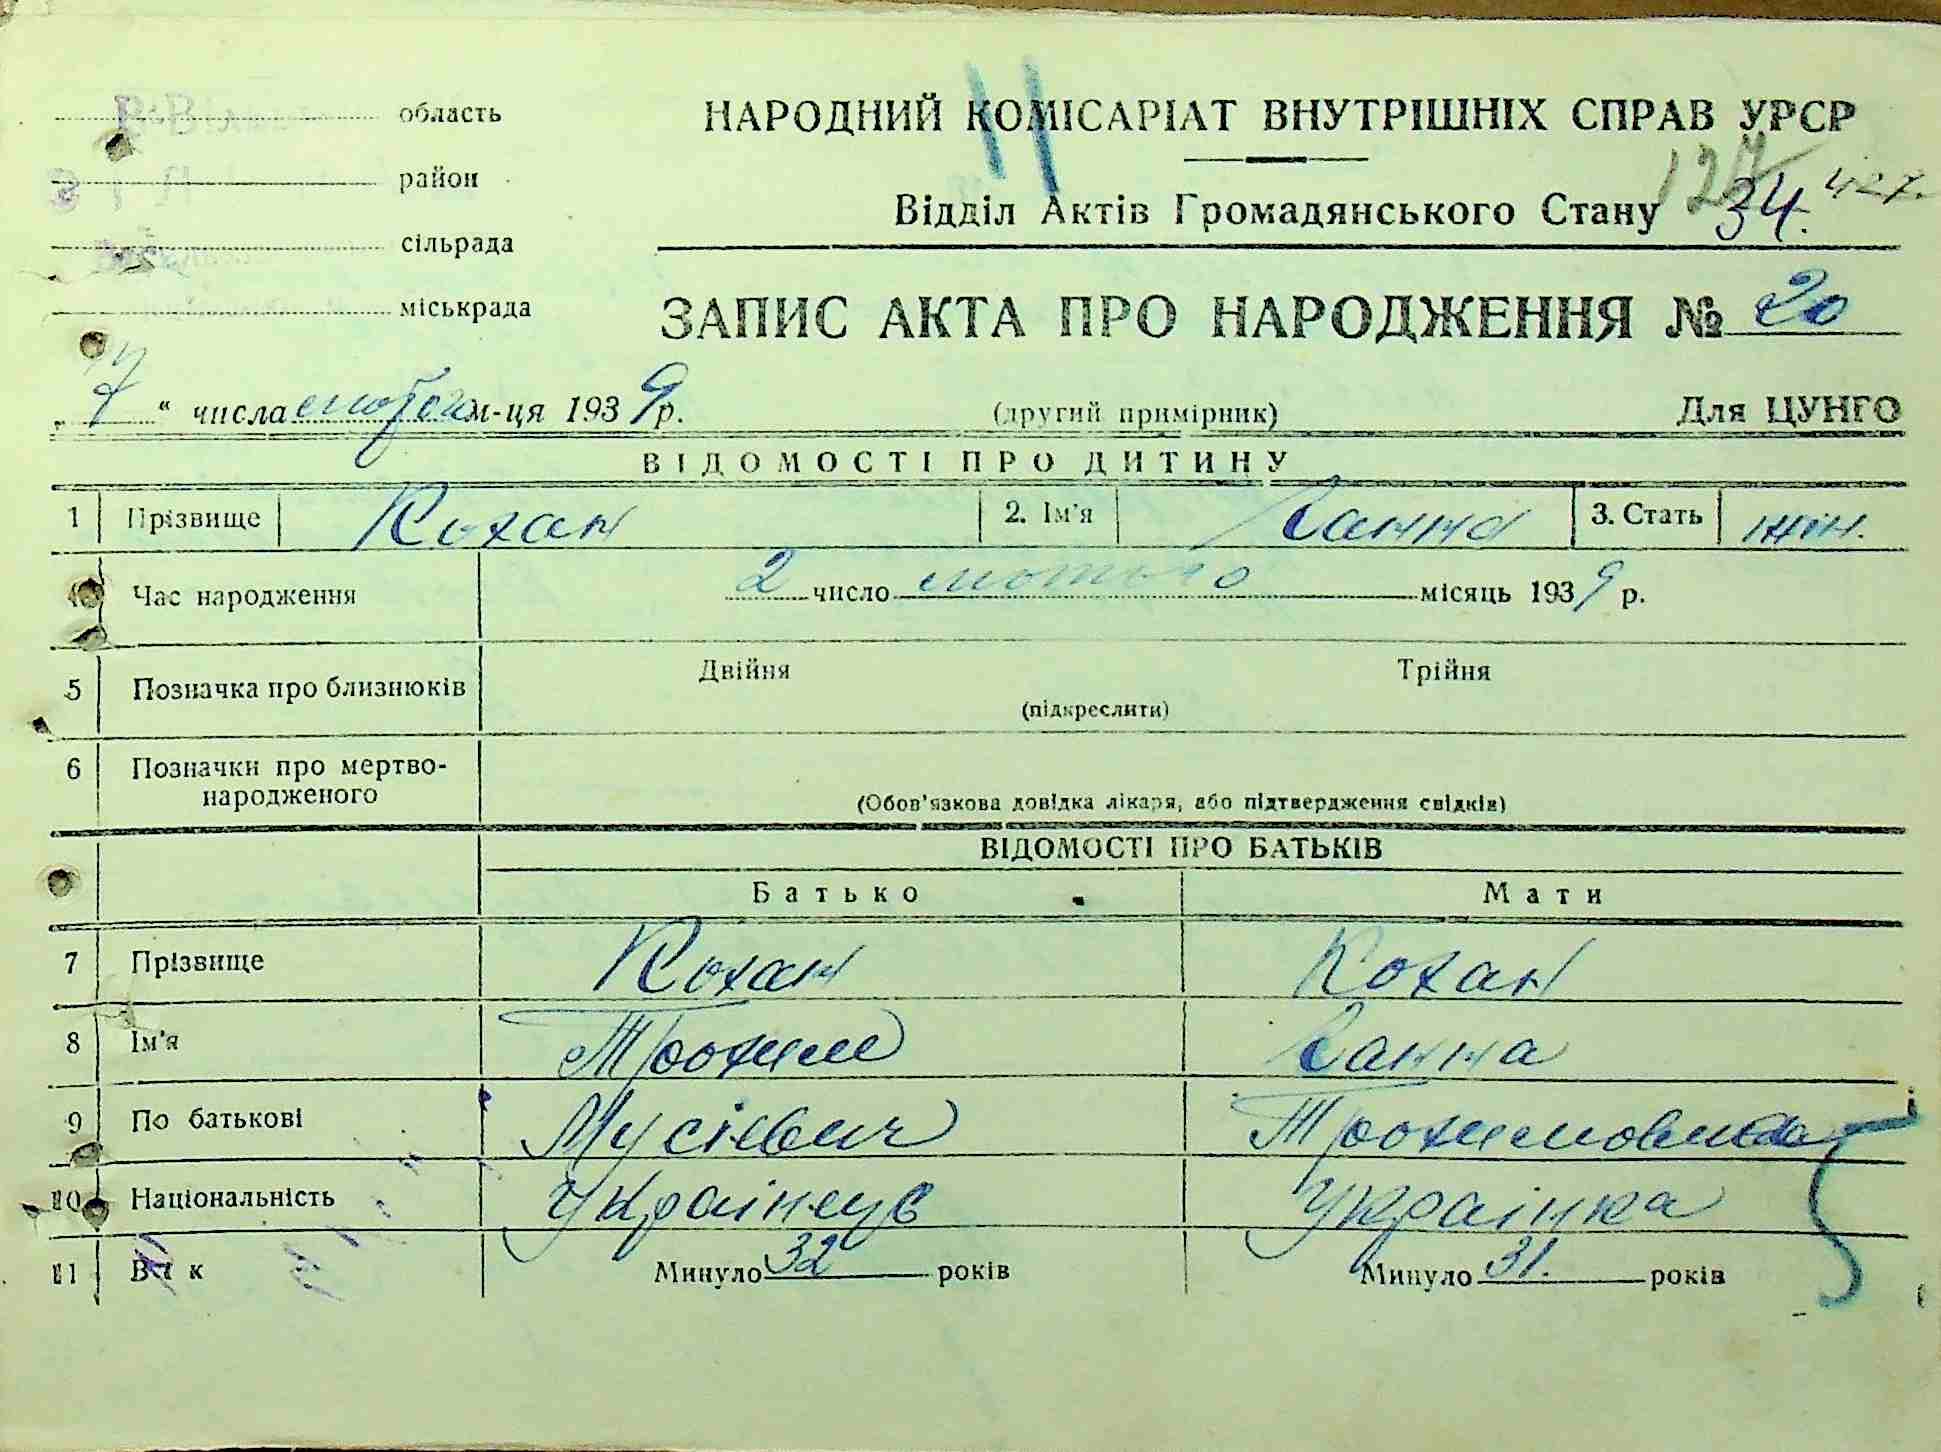 область
район
сільрада
міськрада
НАРОДНИЙ КОМІСАРІАТ ВНУТРІШНІХ СПРАВ УРСР
Відділ Актів Громадянського Стану 34.
ЗАПИС АКТА ПРО НАРОДЖЕННЯ № 20
„ 7 “ числа лютого м-ця 1939 р. (другий примірник) Для ЦУНГО
ВІДОМОСТІ ПРО ДИТИНУ
1 Прізвище Кохан 2. Ім'я Ганна 3. Стать жін.
Час народження 2 число лютого місяць 1939 р.
5 Позначка про близнюків Двійня Трійня
(підкреслити)
6 Позначки про мертво-
народженого
(Обов'язкова довідка лікаря, або підтвердження свідків)
ВІДОМОСТІ ПРО БАТЬКІВ
Батько Мати
7 Прізвище Кохан Кохан
8 Ім'я Трохим Ганна
9 По батькові Мусієвич Трохимовна
10 Національність Українець Українка
11 Вік Минуло 32 років Минуло 31. років